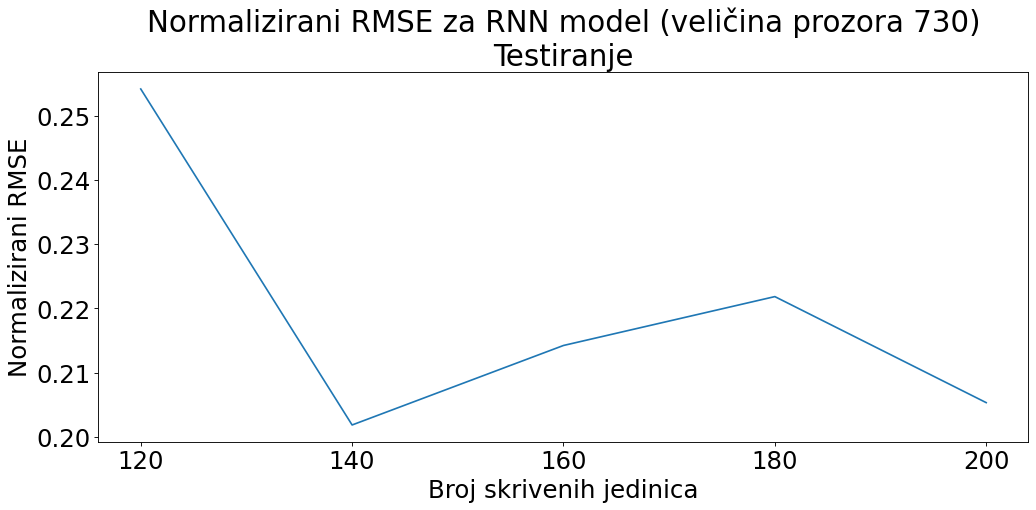 Normalizirani RMSE za RNN model (veličina prozora 730)
Testiranje
Normalizirani RMSE
0.25
0.24
0.23
0.22
0.21
0.20
120 140 160 180 200
Broj skrivenih jedinica